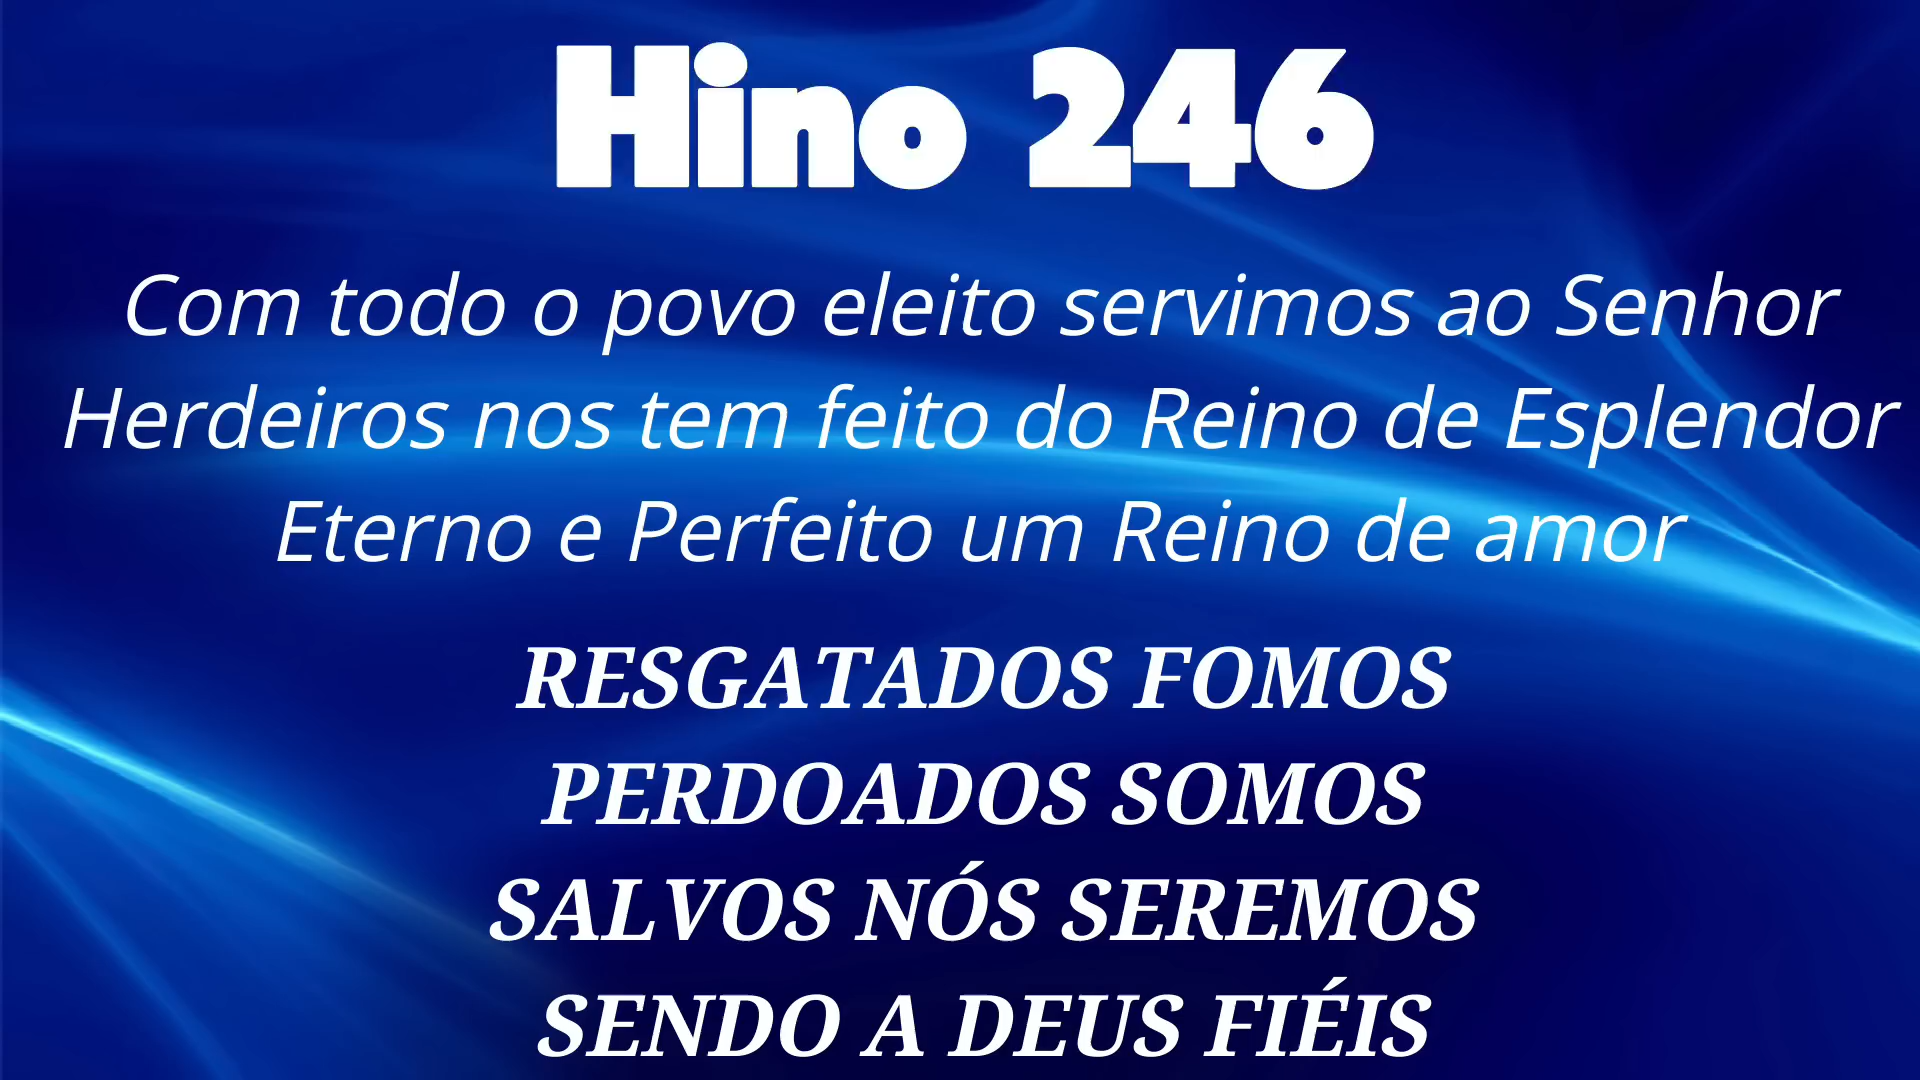 Hino 246
Com todo o povo eleito servimos ao Senhor
Herdeiros nos tem feito do Reino de Esplendor
Eterno e Perfeito um Reino de amor
RESGATADOS FOMOS
PERDOADOS SOMOS
SALVOS NÓS SEREMOS
SENDO A DEUS FIÉIS